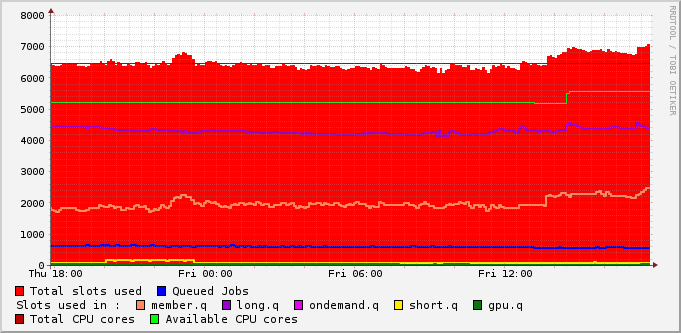 8000
7000
6000
5000
4000
3000
2000
1000
0
Thu 18:00 Fri 00:00 Fri 06:00 Fri 12:00
RRDTOOL / TOBI OETIKER
Total slots used Queued Jobs
Slots used in : member.q long.q ondemand.q short.q gpu.q
Total CPU cores Available CPU cores